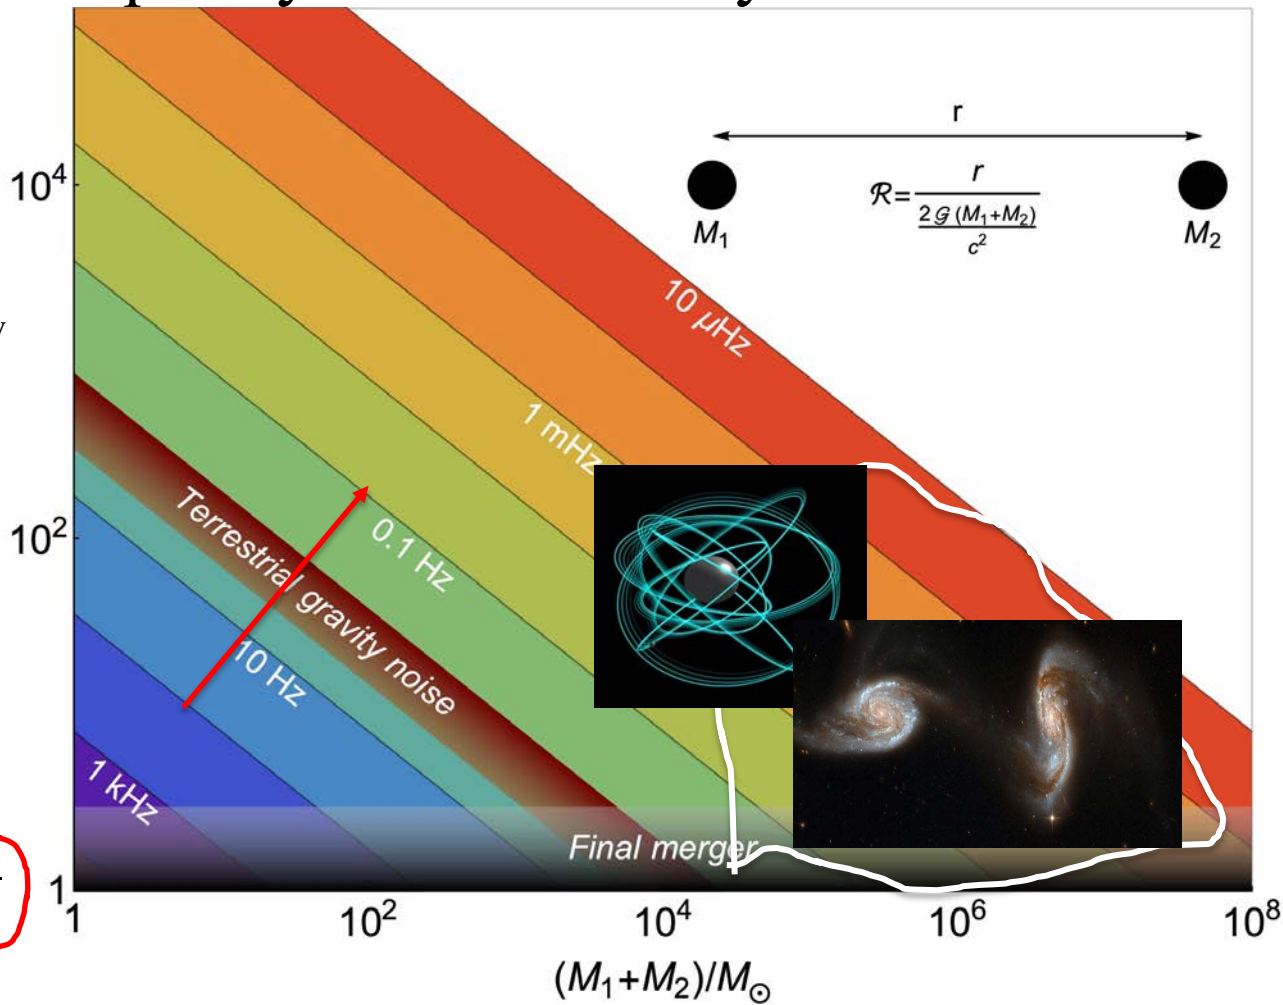 r
10⁴
M₁
ℛ= r / (2 𝒢 (M₁+M₂) / c²)
M₂
10 μHz
1 mHz
10²
0.1 Hz
Terrestrial gravity noise
10 Hz
1 kHz
Final merger
1
1 10² 10⁴ 10⁶ 10⁸
(M₁+M₂)/M☉